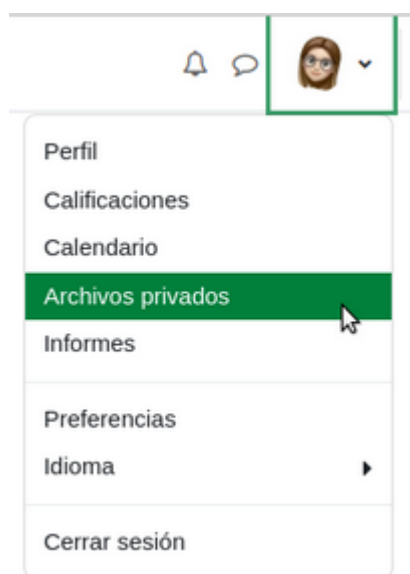 Perfil
Calificaciones
Calendario
Archivos privados
Informes
Preferencias
Idioma
Cerrar sesión